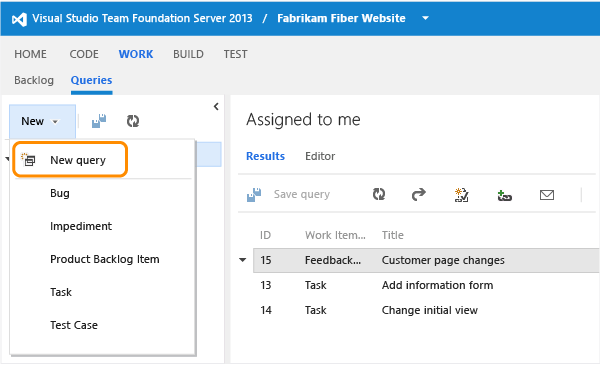 Visual Studio Team Foundation Server 2013 / Fabrikam Fiber Website
HOME CODE WORK BUILD TEST
Backlog Queries
New
New query
Bug
Impediment
Product Backlog Item
Task
Test Case
Assigned to me
Results Editor
Save query
ID Work Item... Title
15 Feedback... Customer page changes
13 Task Add information form
14 Task Change initial view